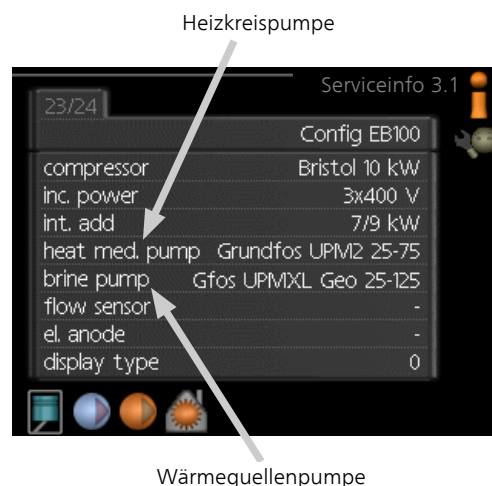 Heizkreispumpe
Serviceinfo 3.1
23/24
Config EB100
compressor Bristol 10 kW
inc. power 3x400 V
int. add 7/9 kW
heat med. pump Grundfos UPM2 25-75
brine pump Gfos UPMXL Geo 25-125
flow sensor -
el. anode -
display type 0
Wärmequellenpumpe